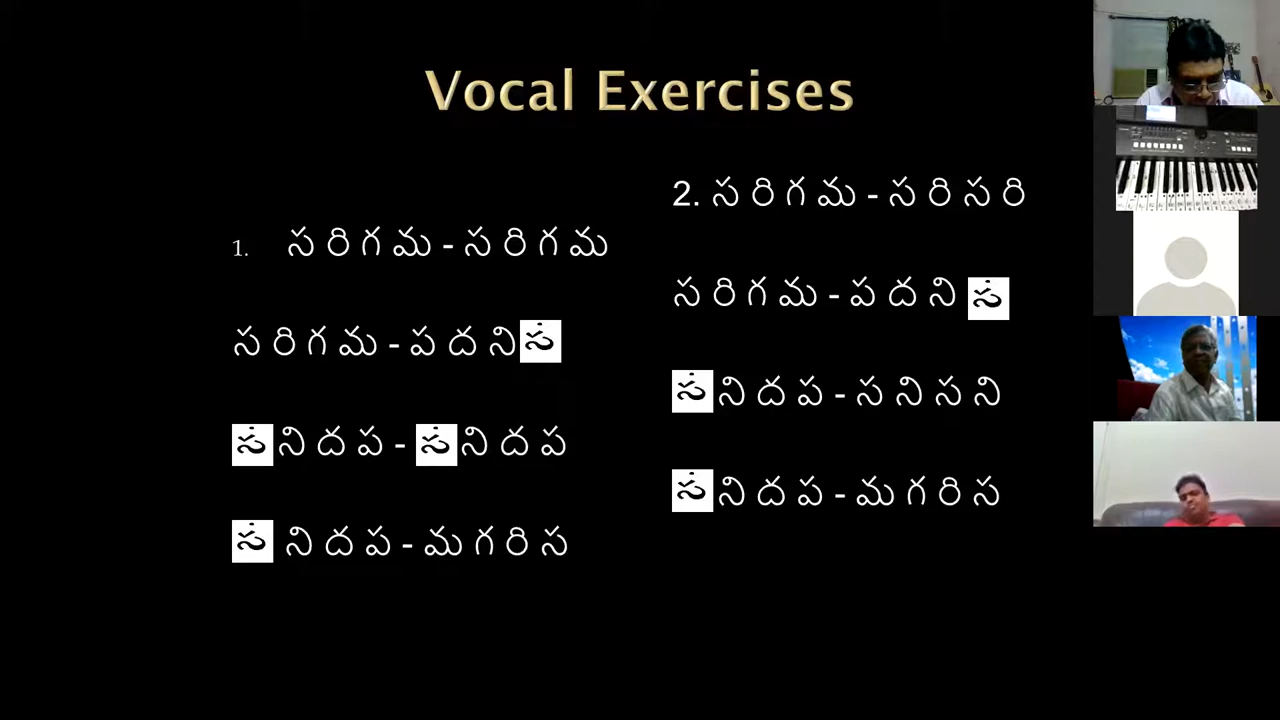 Vocal Exercises
1. స రి గ మ - స రి గ మ
స రి గ మ - ప ద ని సં
సં ని ద ప - సં ని ద ప
సં ని ద ప - మ గ రి స
2. స రి గ మ - స రి స రి
స రి గ మ - ప ద ని సં
సં ని ద ప - స ని స ని
సં ని ద ప - మ గ రి స